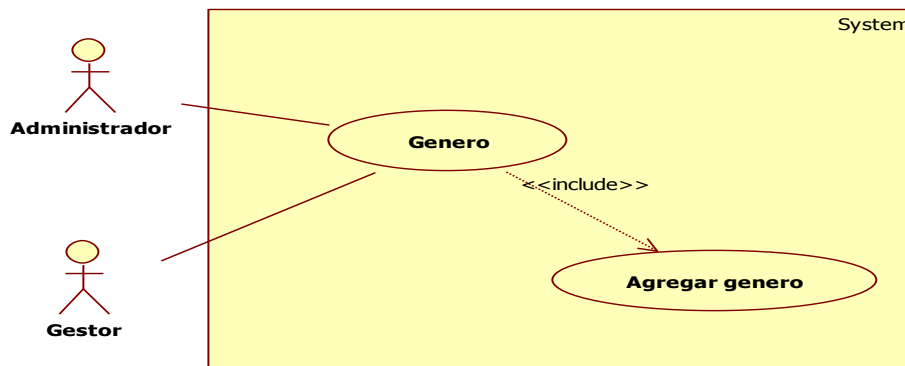 System
Administrador
Genero
<<include>>
Agregar genero
Gestor